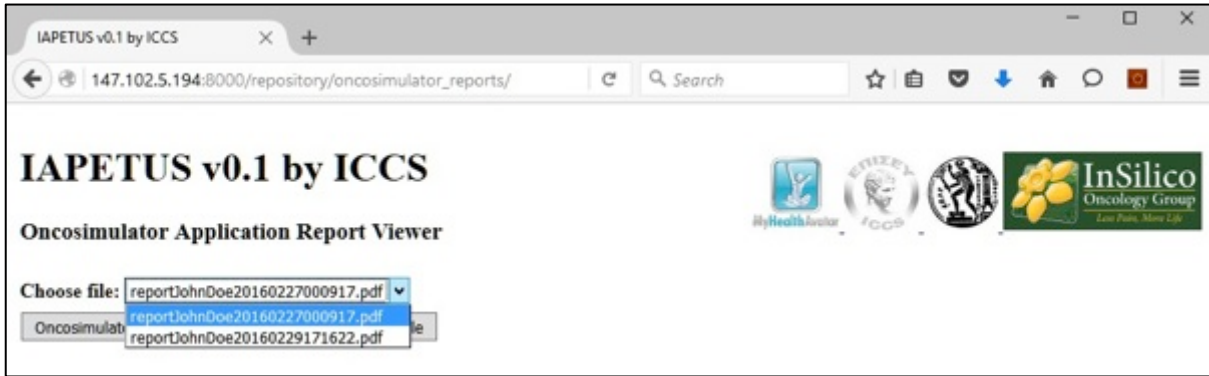 IAPETUS v0.1 by ICCS
147.102.5.194:8000/repository/oncosimulator_reports/
Search
IAPETUS v0.1 by ICCS
MyHealthAvatar
ΕΠΙΣΕΥ
ICCS
InSilico
Oncology Group
Less Pain, More Life
Oncosimulator Application Report Viewer
Choose file: reportJohnDoe20160227000917.pdf
reportJohnDoe20160227000917.pdf
reportJohnDoe20160229171622.pdf